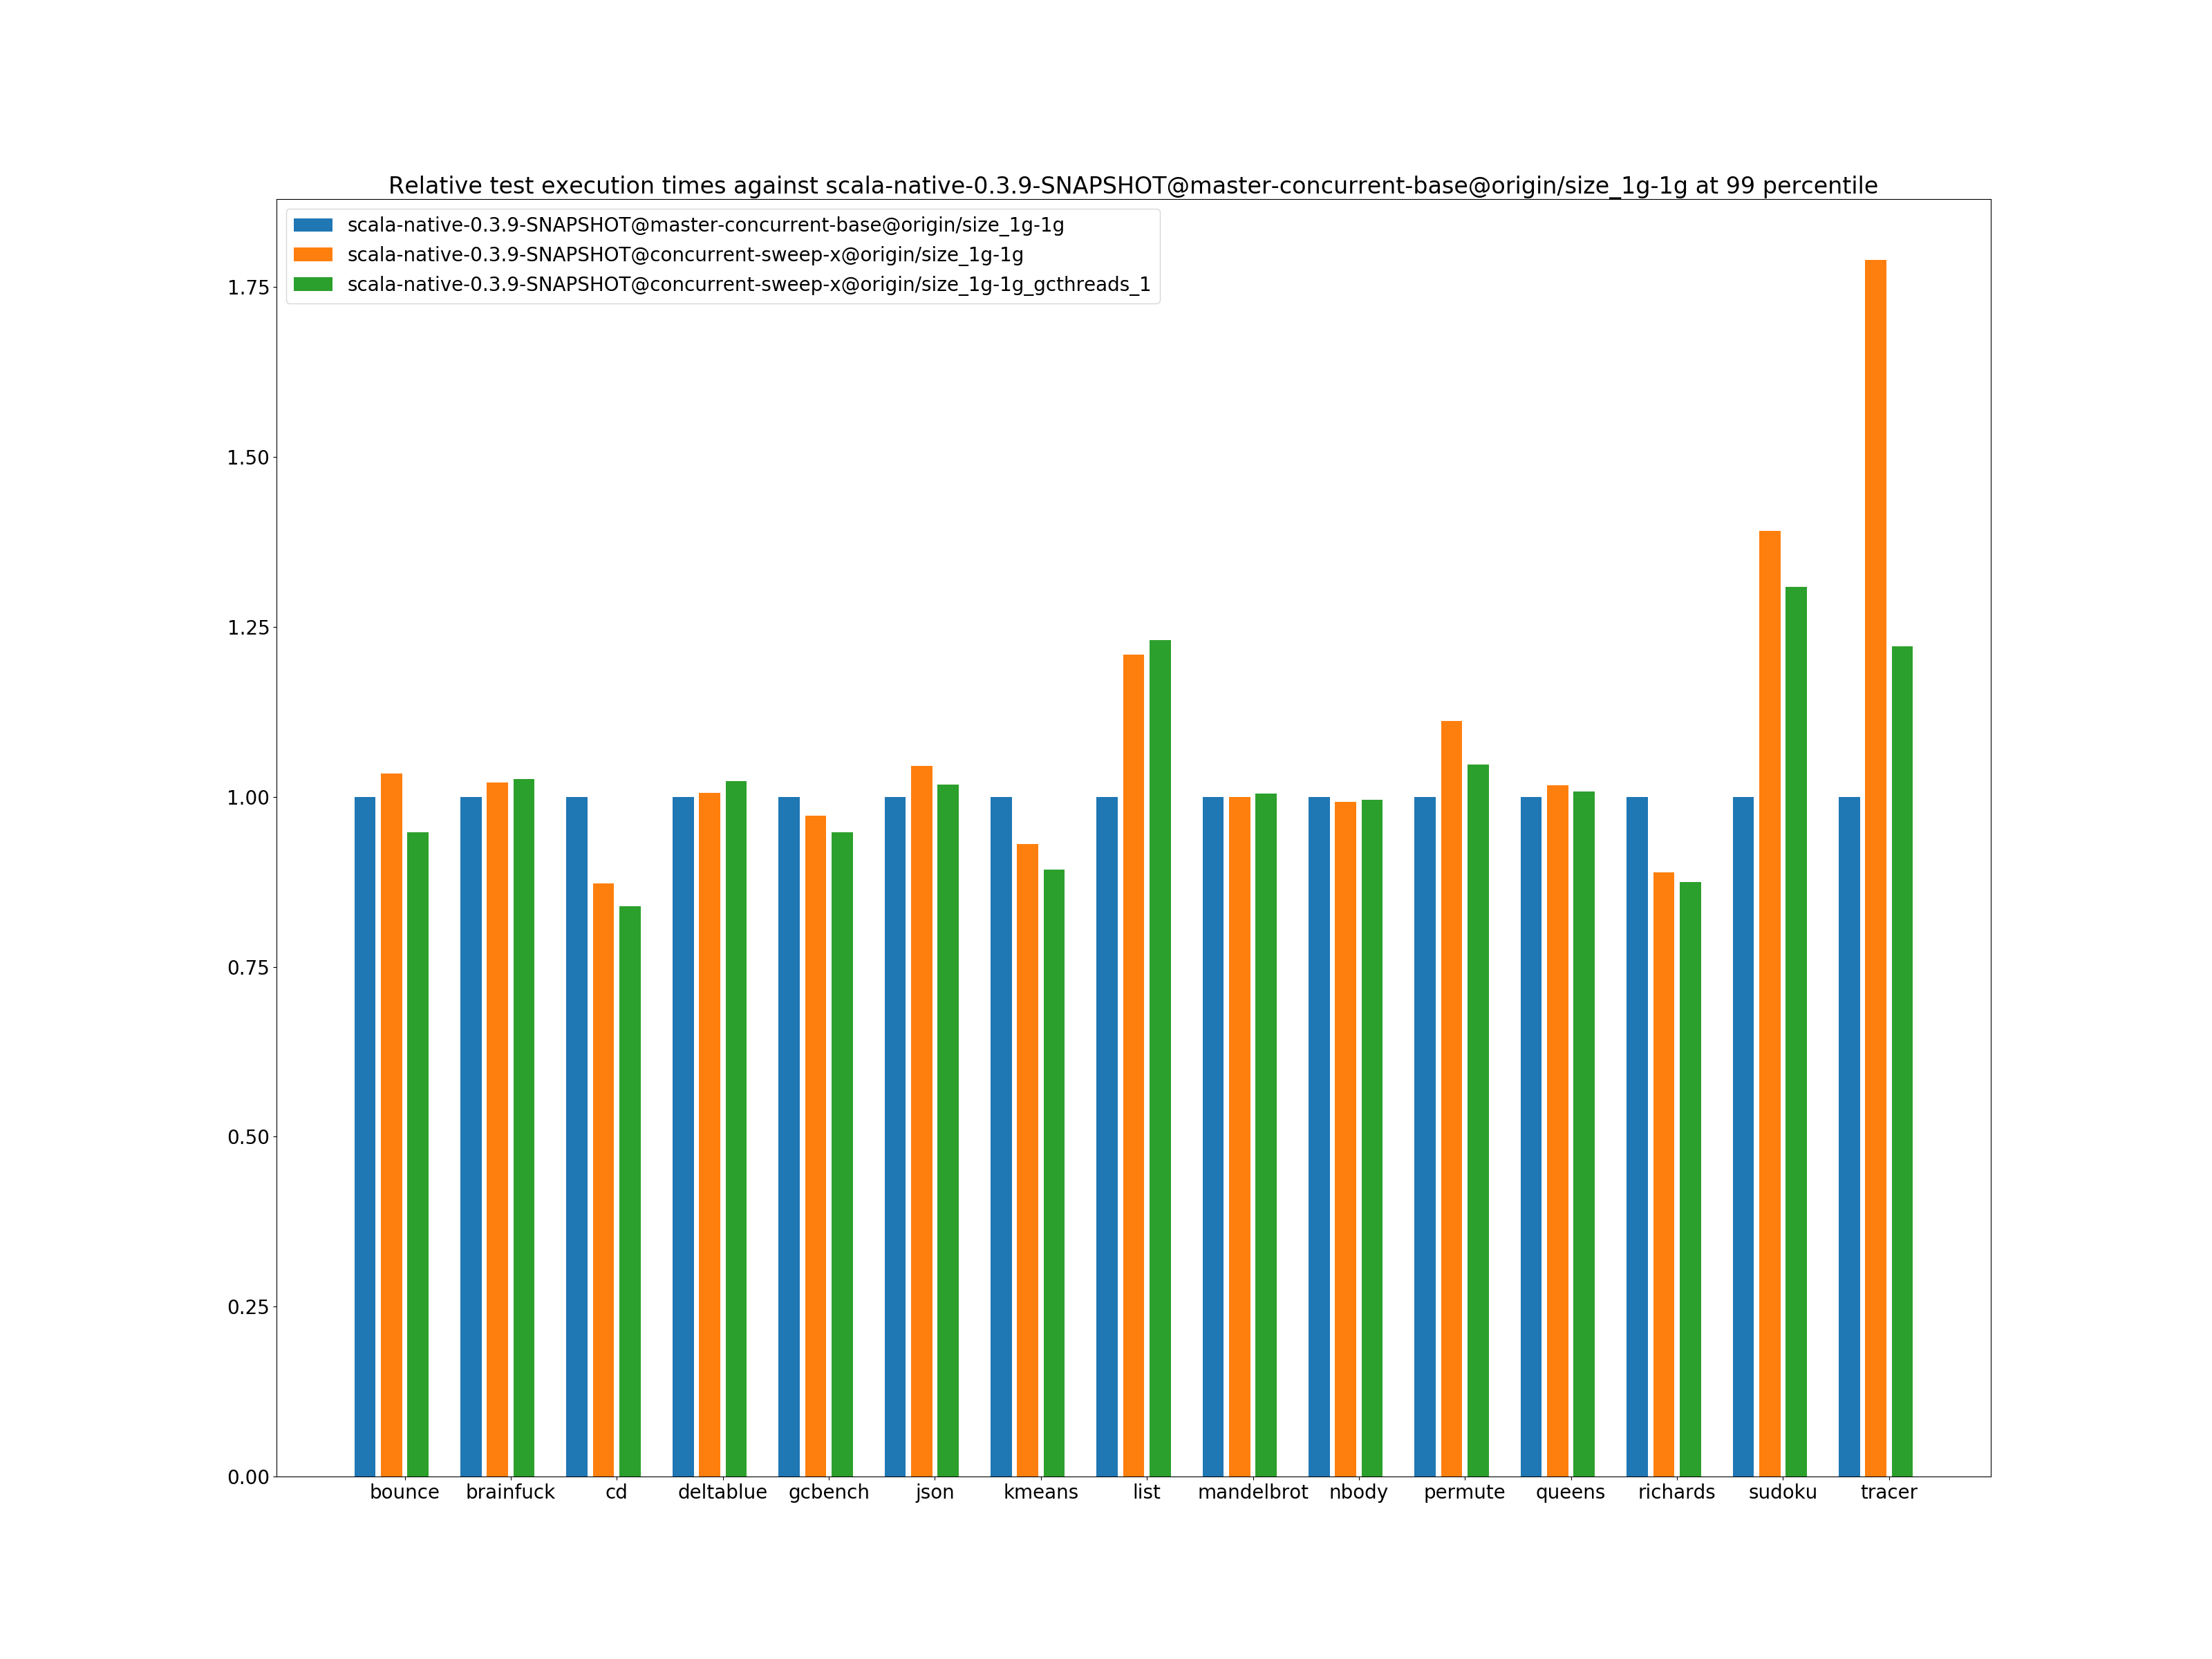 Relative test execution times against scala-native-0.3.9-SNAPSHOT@master-concurrent-base@origin/size_1g-1g at 99 percentile
scala-native-0.3.9-SNAPSHOT@master-concurrent-base@origin/size_1g-1g
scala-native-0.3.9-SNAPSHOT@concurrent-sweep-x@origin/size_1g-1g
scala-native-0.3.9-SNAPSHOT@concurrent-sweep-x@origin/size_1g-1g_gcthreads_1
1.75
1.50
1.25
1.00
0.75
0.50
0.25
0.00
bounce brainfuck cd deltablue gcbench json kmeans list mandelbrot nbody permute queens richards sudoku tracer